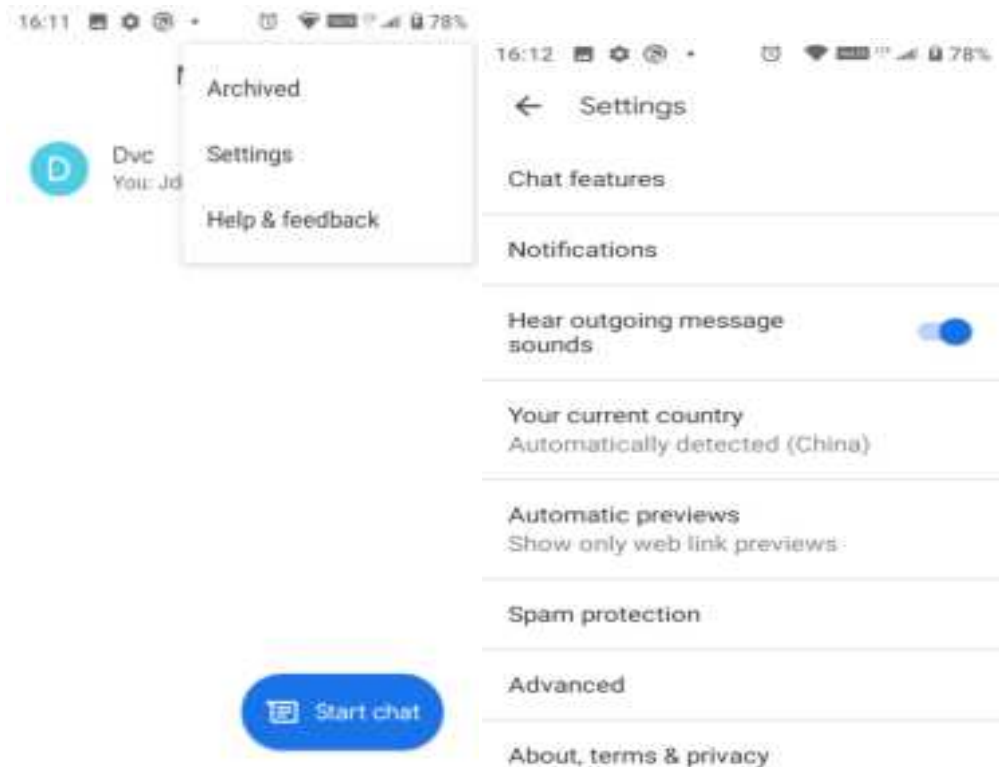 16:11
78%
Archived
D
Dvc
You: Jd
Settings
Help & feedback
Start chat
16:12
78%
Settings
Chat features
Notifications
Hear outgoing message
sounds
Your current country
Automatically detected (China)
Automatic previews
Show only web link previews
Spam protection
Advanced
About, terms & privacy